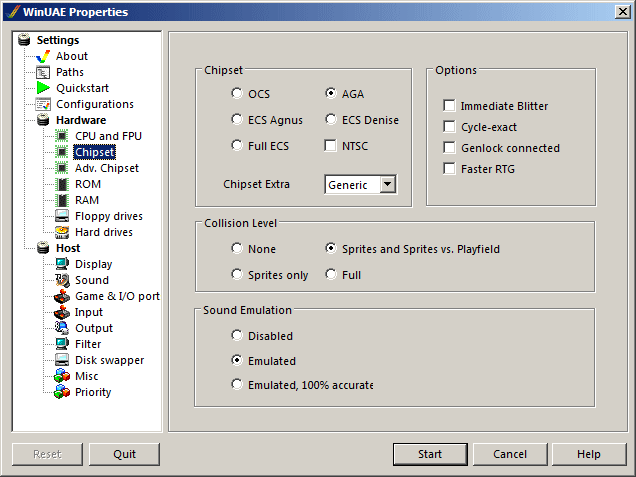 WinUAE Properties
Settings
About
Paths
Quickstart
Configurations
Hardware
CPU and FPU
Chipset
Adv. Chipset
ROM
RAM
Floppy drives
Hard drives
Host
Display
Sound
Game & I/O port
Input
Output
Filter
Disk swapper
Misc
Priority
Chipset
OCS
AGA
ECS Agnus
ECS Denise
Full ECS
NTSC
Chipset Extra
Generic
Options
Immediate Blitter
Cycle-exact
Genlock connected
Faster RTG
Collision Level
None
Sprites and Sprites vs. Playfield
Sprites only
Full
Sound Emulation
Disabled
Emulated
Emulated, 100% accurate
Reset
Quit
Start
Cancel
Help